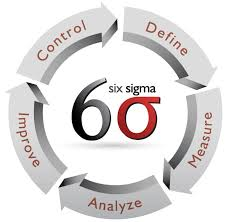 six sigma
6σ
Define
Measure
Analyze
Improve
Control